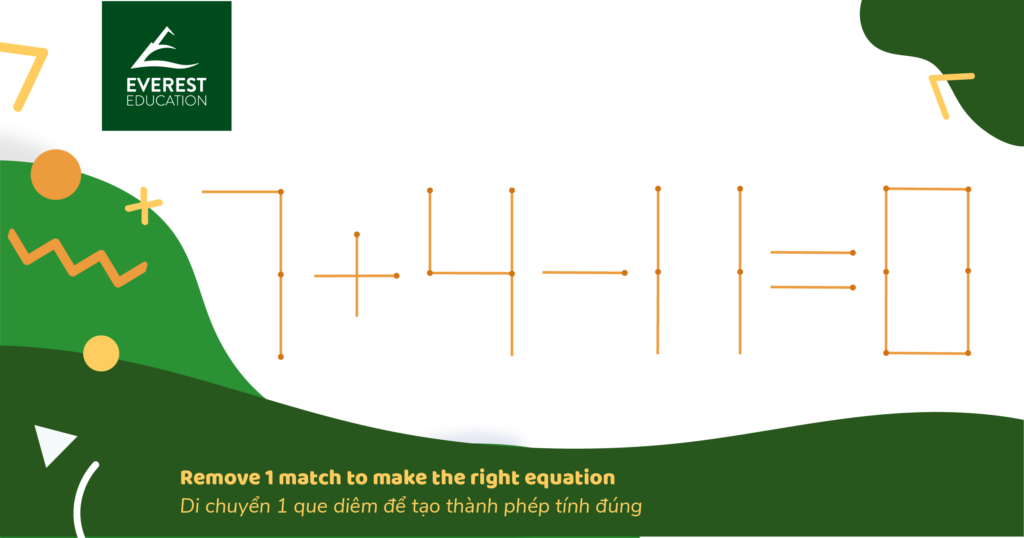 EVEREST
EDUCATION
7 + 4 - 11 = 0
Remove 1 match to make the right equation
Di chuyển 1 que diêm để tạo thành phép tính đúng